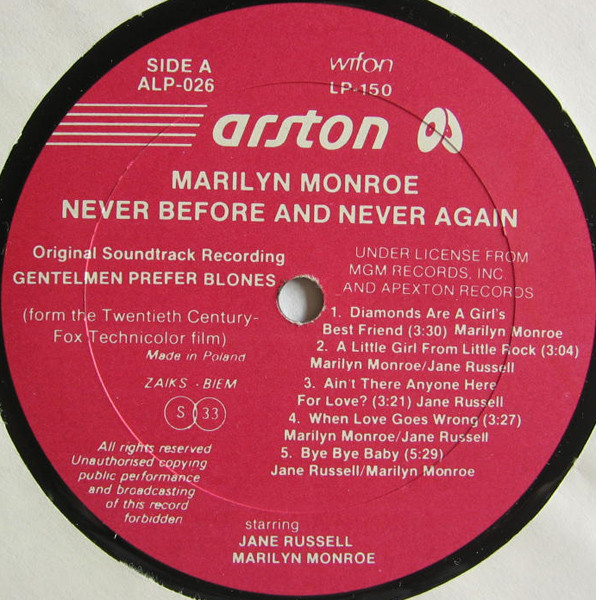 SIDE A
ALP-026
wifon
LP-150
arston
MARILYN MONROE
NEVER BEFORE AND NEVER AGAIN
Original Soundtrack Recording
GENTELMEN PREFER BLONES
(form the Twentieth Century-
Fox Technicolor film)
Made in Poland
ZAIKS · BIEM
S 33
All rights reserved
Unauthorised copying
public performance
and broadcasting
of this record
forbidden
UNDER LICENSE FROM
MGM RECORDS, INC
AND APEXTON RECORDS
1. Diamonds Are A Girl's
Best Friend (3:30) Marilyn Monroe
2. A Little Girl From Little Rock (3:04)
Marilyn Monroe/Jane Russell
3. Ain't There Anyone Here
For Love? (3:21) Jane Russell
4. When Love Goes Wrong (3:27)
Marilyn Monroe/Jane Russell
5. Bye Bye Baby (5:29)
Jane Russell/Marilyn Monroe
starring
JANE RUSSELL
MARILYN MONROE